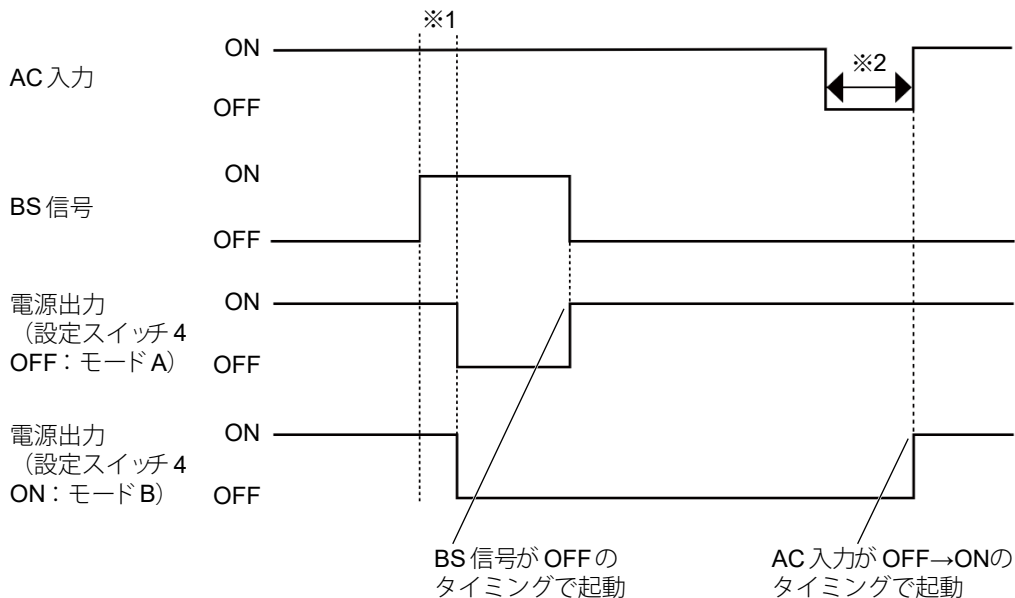 ※1
ON
AC入力
OFF
※2
ON
BS信号
OFF
電源出力
（設定スイッチ4
OFF：モードA）
ON
OFF
電源出力
（設定スイッチ4
ON：モードB）
ON
OFF
BS信号がOFFの
タイミングで起動
AC入力がOFF→ONの
タイミングで起動